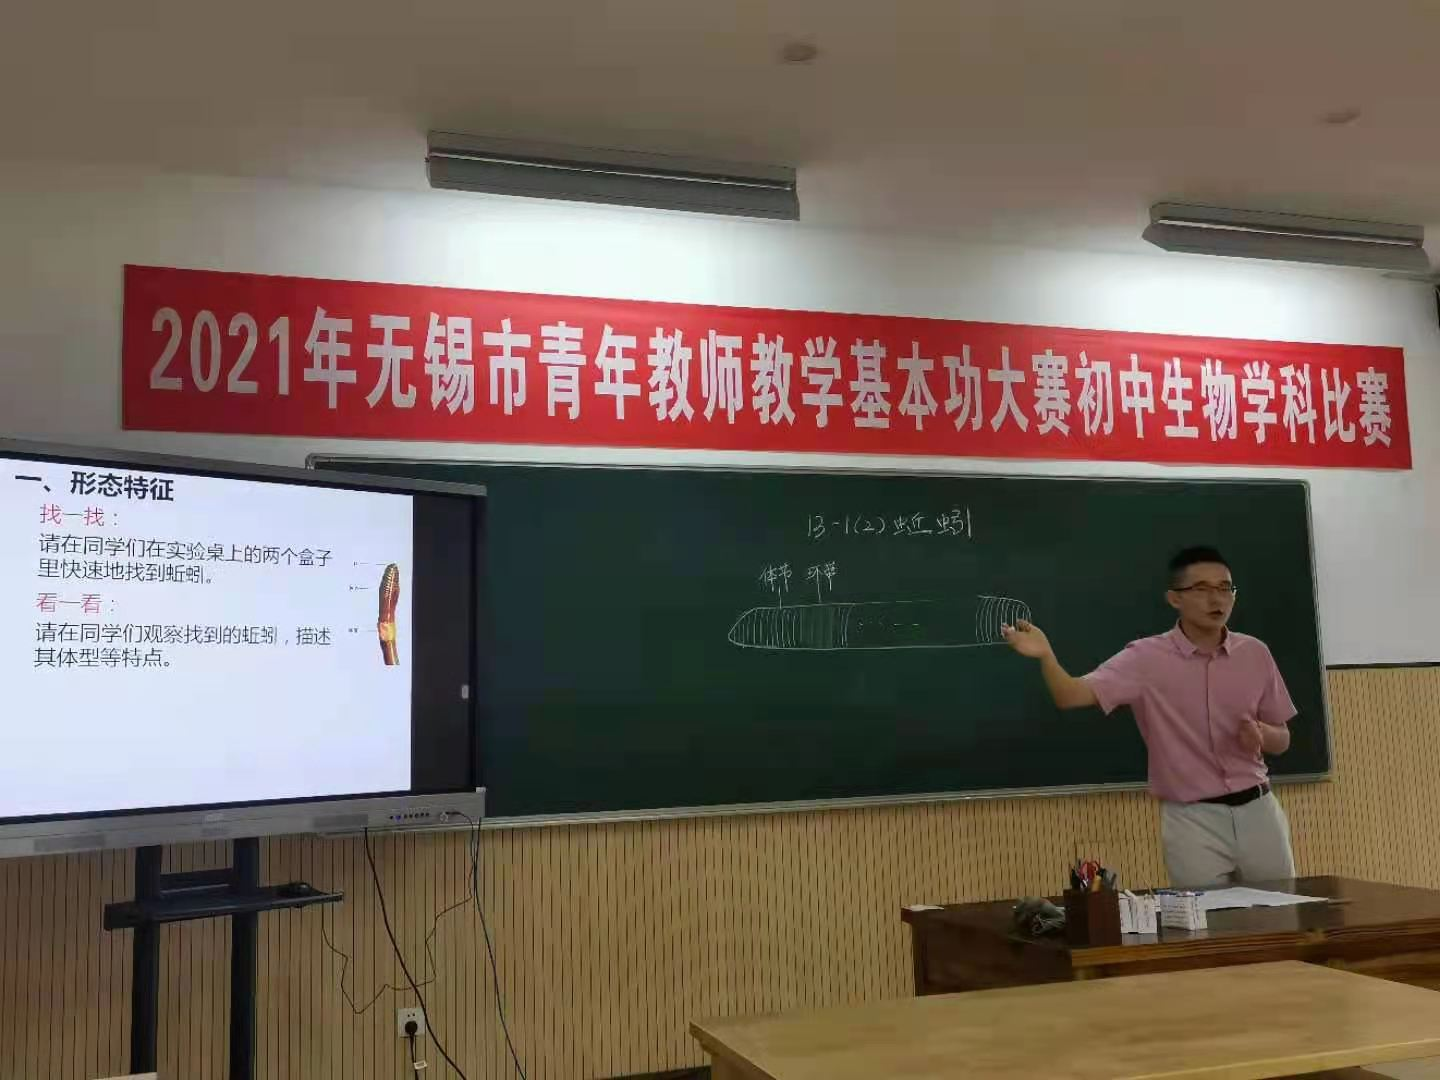 2021年无锡市青年教师教学基本功大赛初中生物学科比赛
一、形态特征
找一找：
请在同学们在实验桌上的两个盒子
里快速地找到蚯蚓。
看一看：
请在同学们观察找到的蚯蚓，描述
其体型等特点。
13-1(2) 蚯蚓
体节 环带